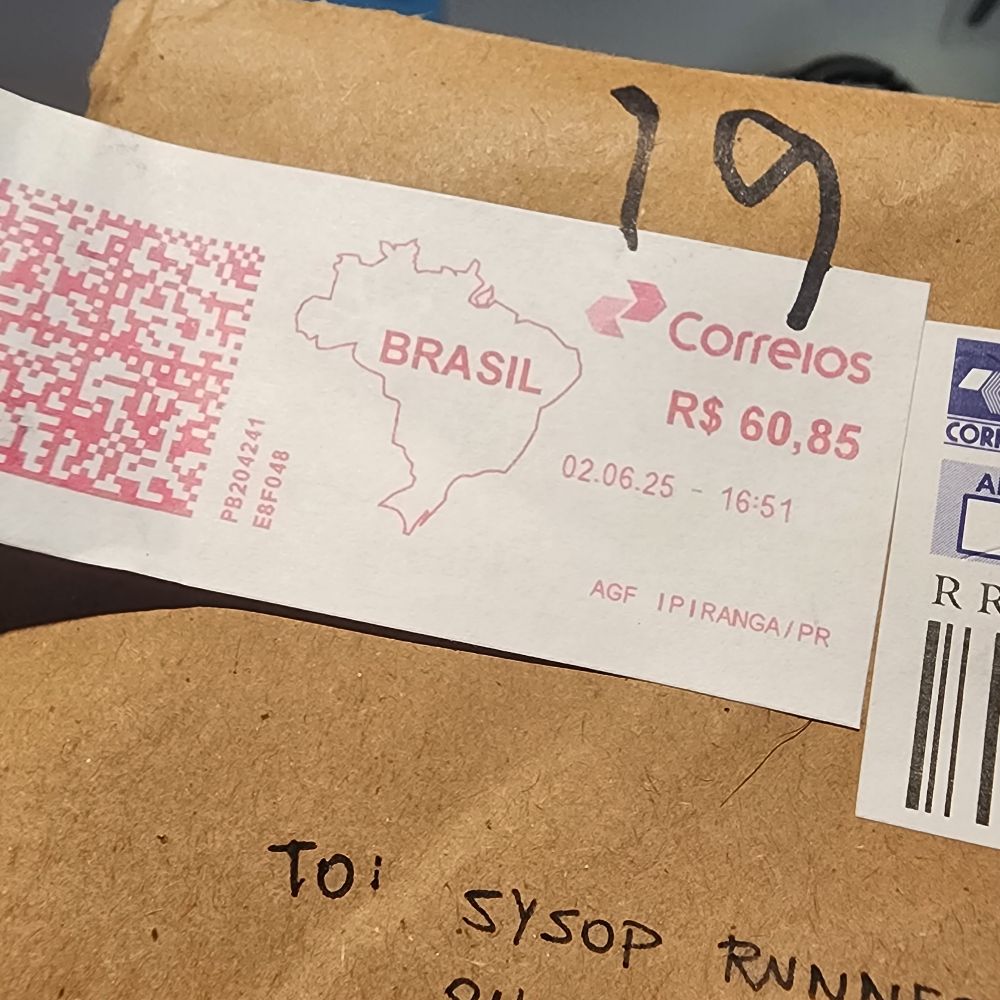 19
BRASIL
Correios
R$ 60,85
02.06.25 - 16:51
AGF IPIRANGA/PR
PB204241
E8F048
R R
TO:
SYSOP